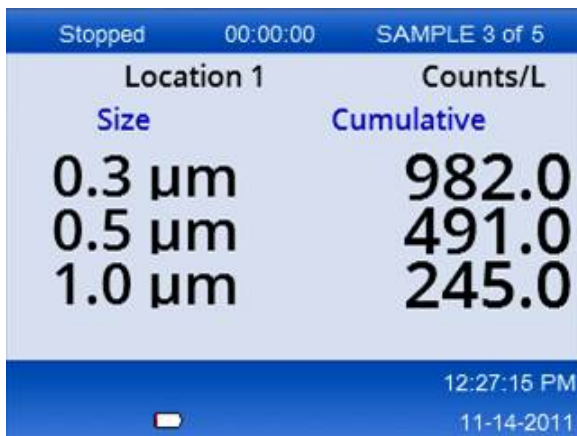 Stopped 00:00:00 SAMPLE 3 of 5
Location 1 Counts/L
Size Cumulative
0.3 µm 982.0
0.5 µm 491.0
1.0 µm 245.0
12:27:15 PM
11-14-2011